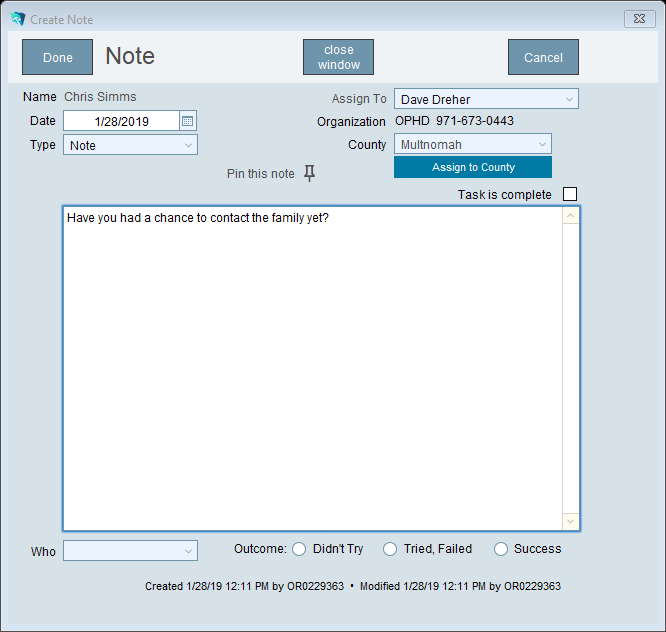 Create Note
Done
Note
close
window
Cancel
Name Chris Simms
Assign To Dave Dreher
Date 1/28/2019
Organization OPHD 971-673-0443
Type Note
County Multnomah
Pin this note
Assign to County
Task is complete
Have you had a chance to contact the family yet?
Who
Outcome: Didn't Try Tried, Failed Success
Created 1/28/19 12:11 PM by OR0229363 • Modified 1/28/19 12:11 PM by OR0229363